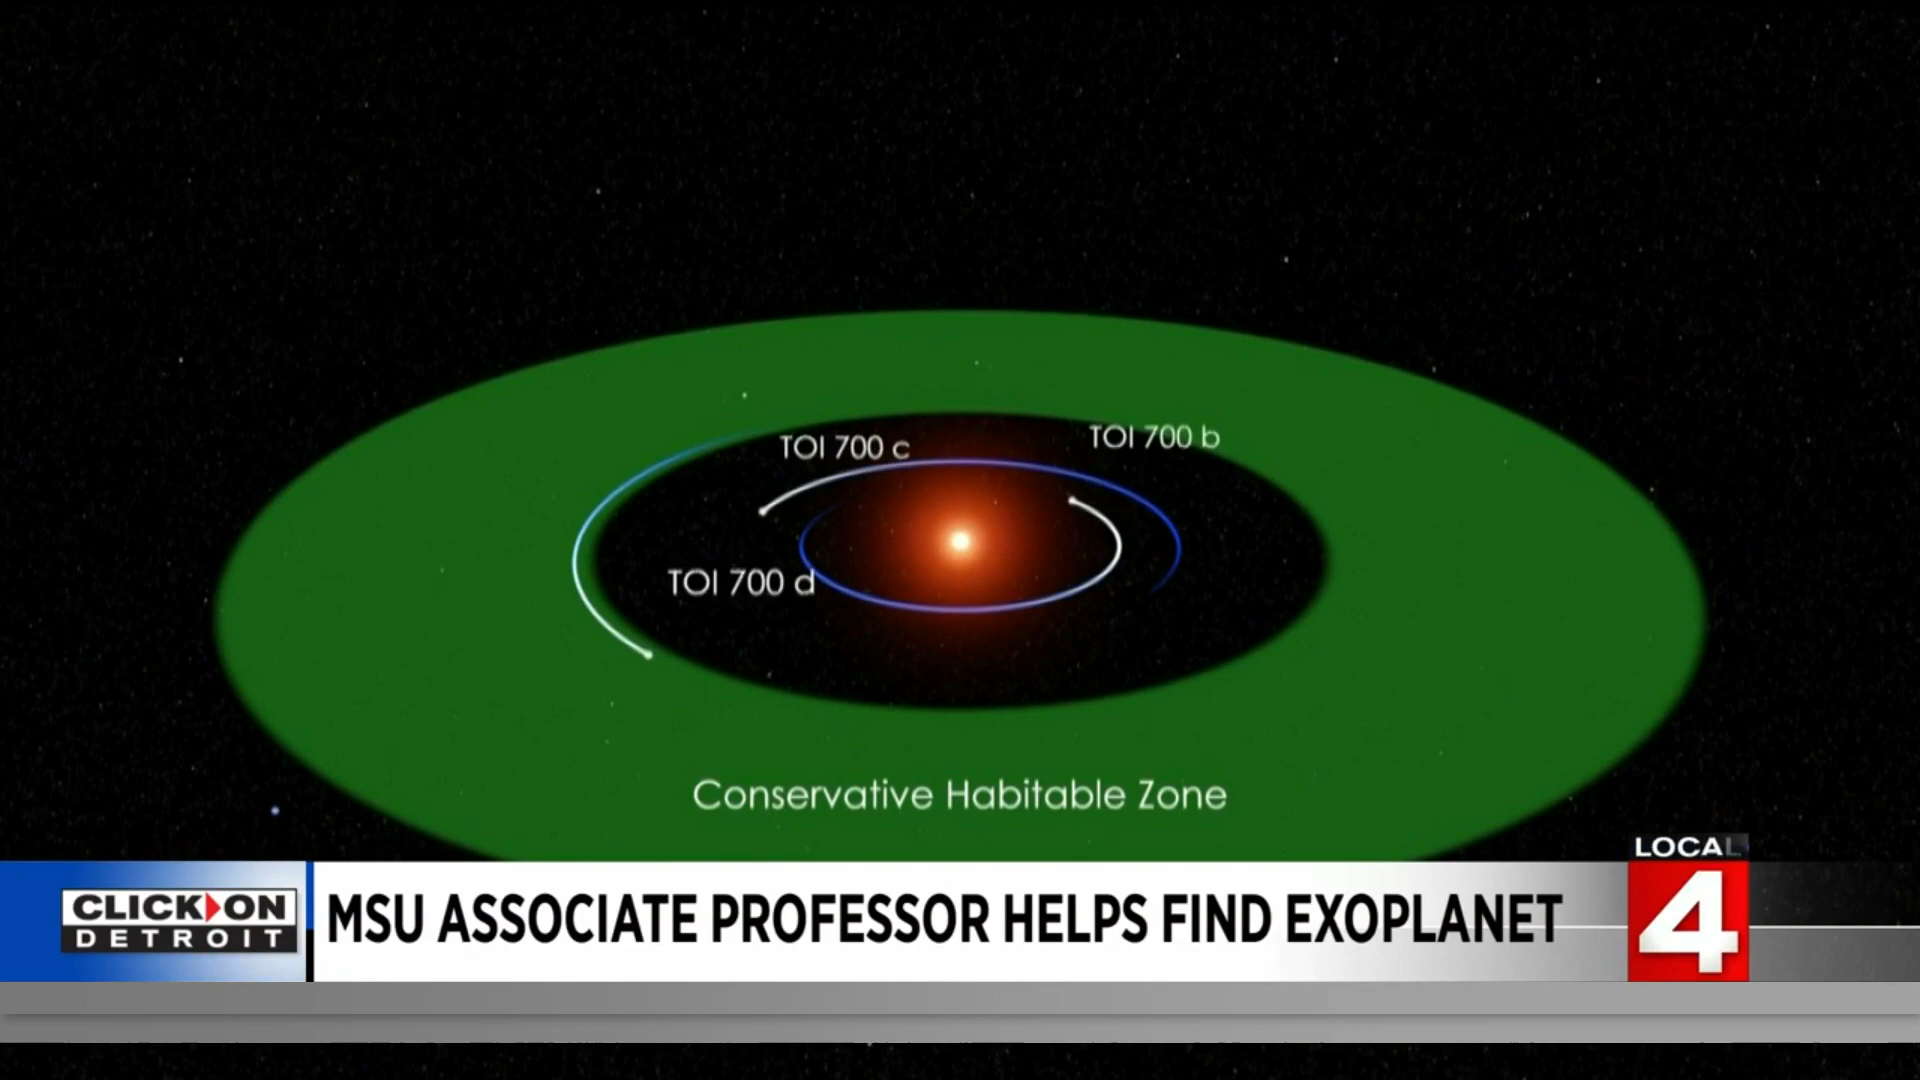 TOI 700 c
TOI 700 b
TOI 700 d
Conservative Habitable Zone
LOCAL
CLICK ON
DETROIT
MSU ASSOCIATE PROFESSOR HELPS FIND EXOPLANET
4